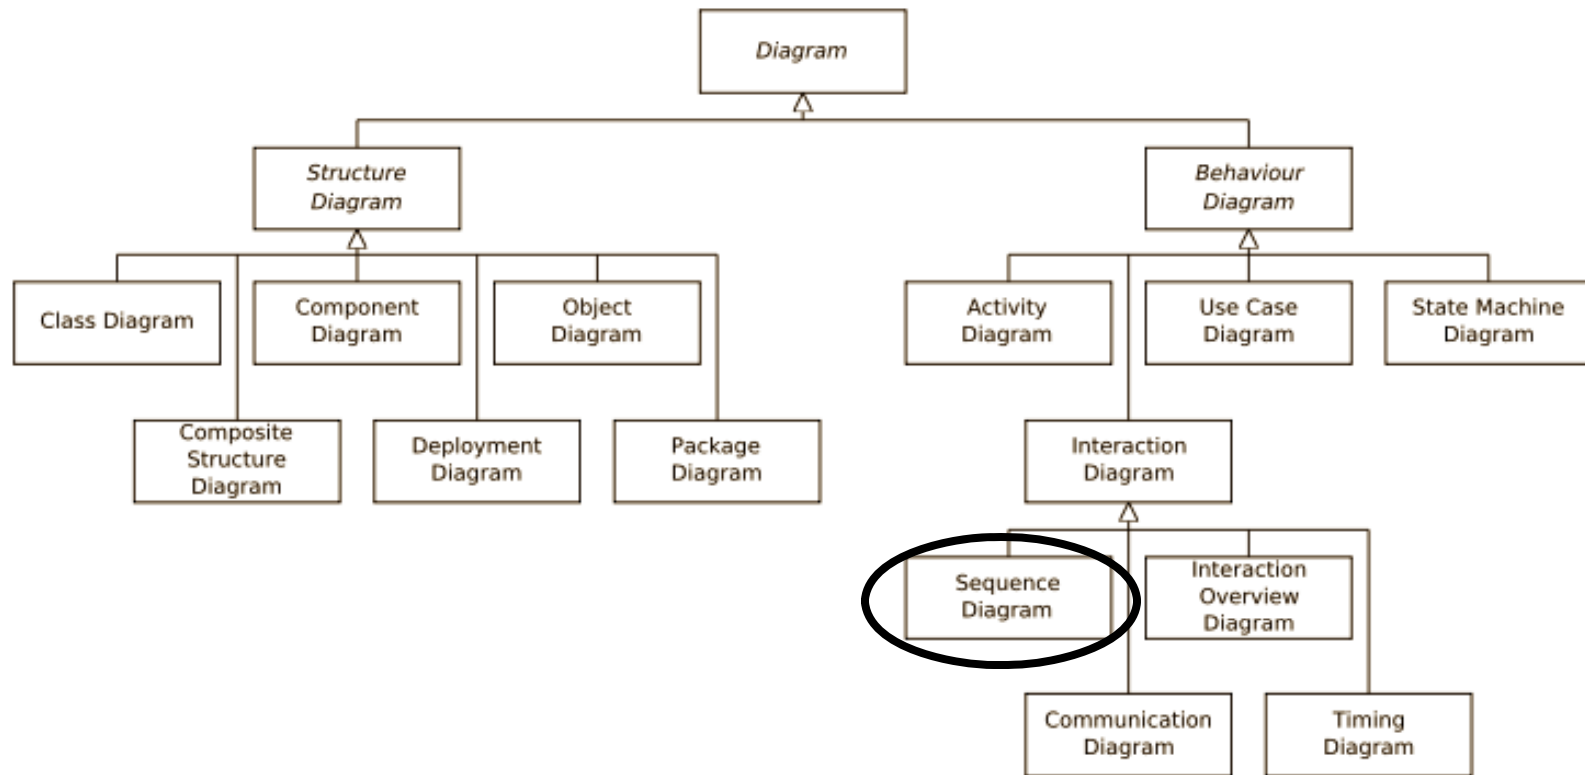 Diagram
Structure
Diagram
Behaviour
Diagram
Class Diagram
Component
Diagram
Object
Diagram
Activity
Diagram
Use Case
Diagram
State Machine
Diagram
Composite
Structure
Diagram
Deployment
Diagram
Package
Diagram
Interaction
Diagram
Sequence
Diagram
Interaction
Overview
Diagram
Communication
Diagram
Timing
Diagram